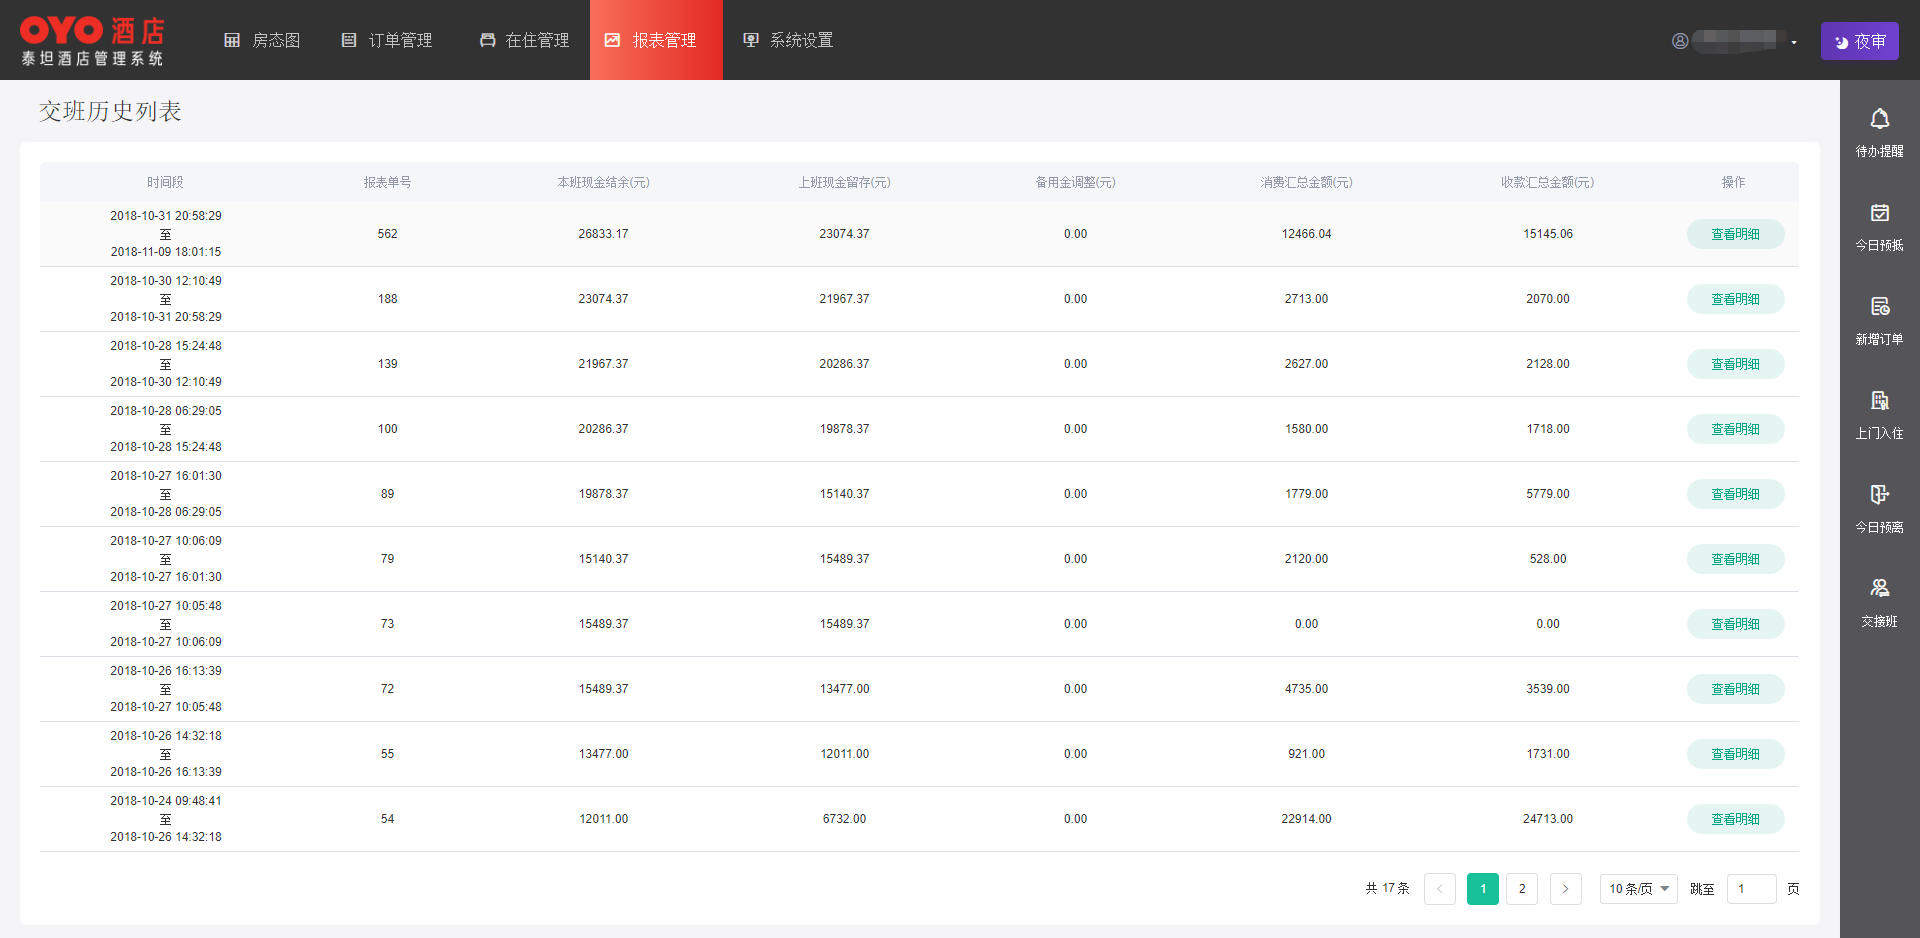 OYO 酒店
泰坦酒店管理系统
房态图
订单管理
在住管理
报表管理
系统设置
夜审
交班历史列表
时间段 报表单号 本班现金结余(元) 上班现金留存(元) 备用金调整(元) 消费汇总金额(元) 收款汇总金额(元) 操作
2018-10-31 20:58:29
至
2018-11-09 18:01:15
562 26833.17 23074.37 0.00 12466.04 15145.06 查看明细
2018-10-30 12:10:49
至
2018-10-31 20:58:29
188 23074.37 21967.37 0.00 2713.00 2070.00 查看明细
2018-10-28 15:24:48
至
2018-10-30 12:10:49
139 21967.37 20286.37 0.00 2627.00 2128.00 查看明细
2018-10-28 06:29:05
至
2018-10-28 15:24:48
100 20286.37 19878.37 0.00 1580.00 1718.00 查看明细
2018-10-27 16:01:30
至
2018-10-28 06:29:05
89 19878.37 15140.37 0.00 1779.00 5779.00 查看明细
2018-10-27 10:06:09
至
2018-10-27 16:01:30
79 15140.37 15489.37 0.00 2120.00 528.00 查看明细
2018-10-27 10:05:48
至
2018-10-27 10:06:09
73 15489.37 15489.37 0.00 0.00 0.00 查看明细
2018-10-26 16:13:39
至
2018-10-27 10:05:48
72 15489.37 13477.00 0.00 4735.00 3539.00 查看明细
2018-10-26 14:32:18
至
2018-10-26 16:13:39
55 13477.00 12011.00 0.00 921.00 1731.00 查看明细
2018-10-24 09:48:41
至
2018-10-26 14:32:18
54 12011.00 6732.00 0.00 22914.00 24713.00 查看明细
共 17 条 < 1 2 > 10 条/页 跳至 1 页
待办提醒
今日预抵
新增订单
上门入住
今日预离
交接班